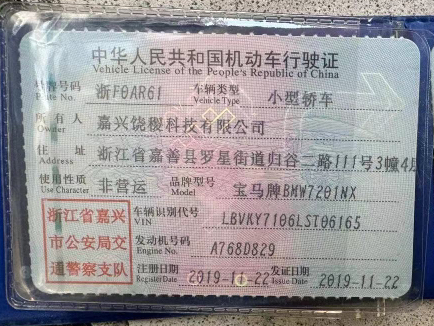 中华人民共和国机动车行驶证
Vehicle License of the People's Republic of China
号牌号码 Plate No. 浙F0AR61 车辆类型 Vehicle Type 小型轿车
所有人 Owner 嘉兴饶稷科技有限公司
住址 Address 浙江省嘉善县罗星街道归谷二路111号3幢4层
使用性质 Use Character 非营运 品牌型号 Model 宝马牌BMW7201NX
浙江省嘉兴市公安局交通警察支队
车辆识别代号 VIN LBVKY7106LST06165
发动机号码 Engine No. A768D829
注册日期 Register Date 2019-11-22 发证日期 Issue Date 2019-11-22